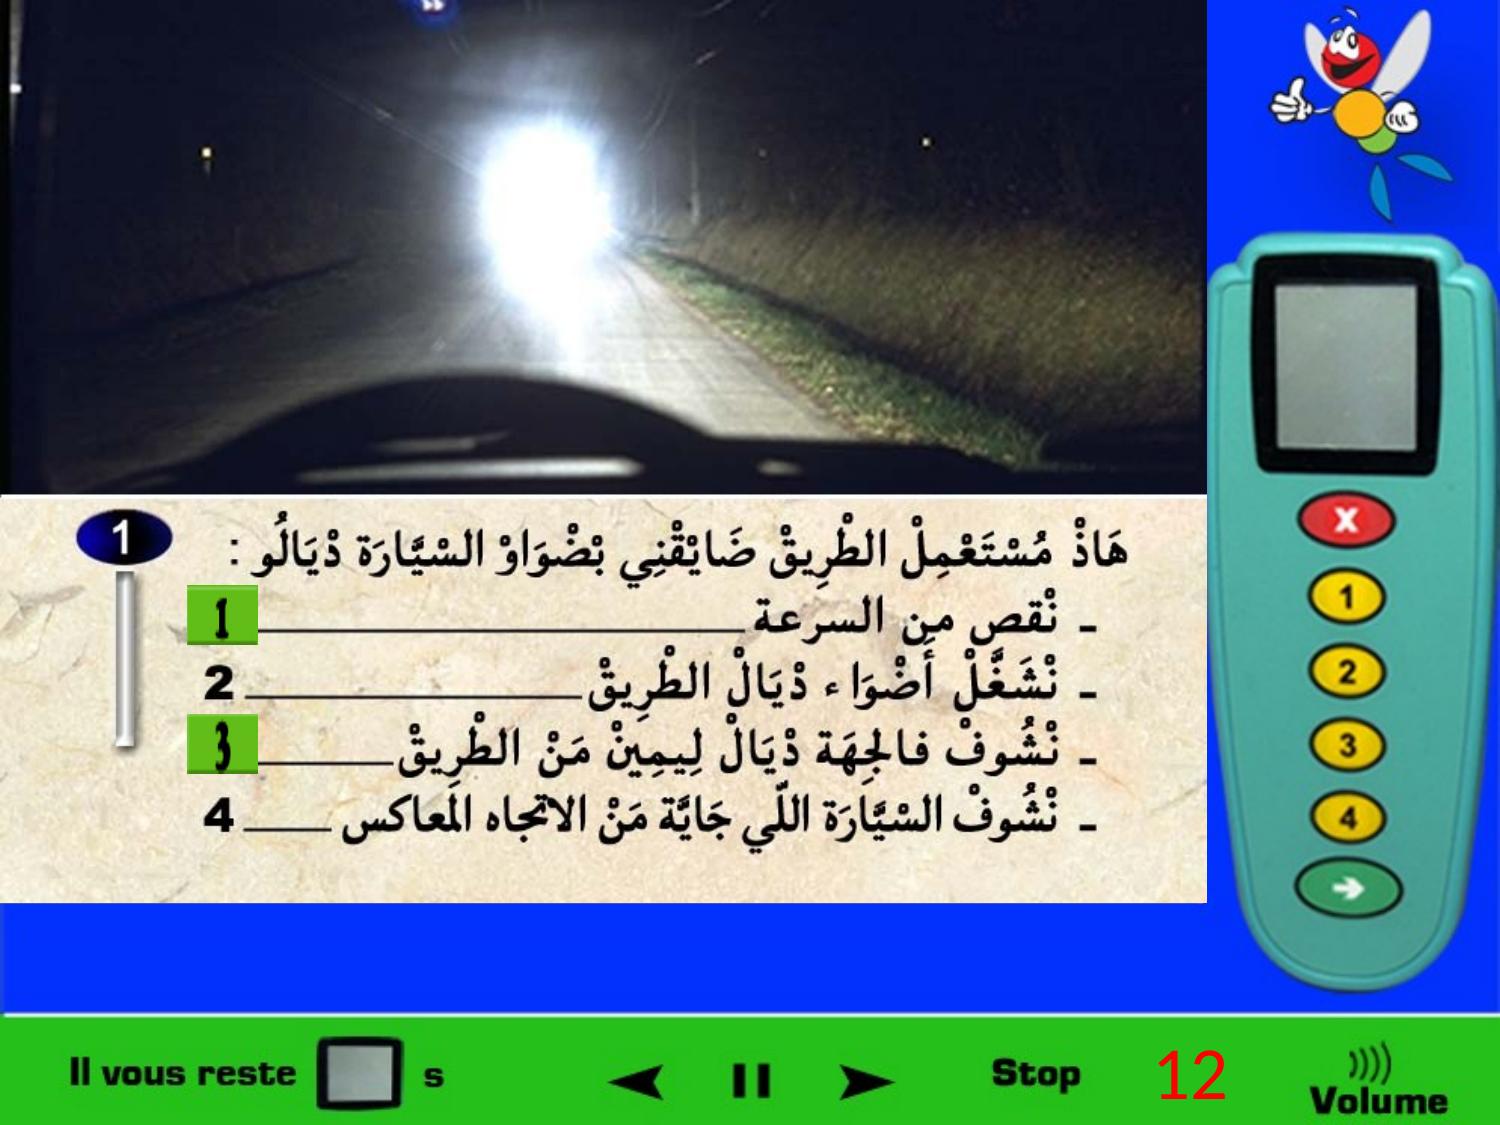 1
هَاذْ مُسْتَعْمِلْ الطْرِيقْ ضَايْقْنِي بْضْوَاوْ السْيَّارَة دْيَالُو :
ـ نْقص من السرعة 1
ـ نْشَغَّلْ أَضْوَاء دْيَالْ الطْرِيقْ 2
ـ نْشُوفْ فالجِهَة دْيَالْ لِيمِينْ مَنْ الطْرِيقْ 3
ـ نْشُوفْ السْيَّارَة اللّي جَايَّة مَنْ الاتجاه المَعاكس 4
X
1
2
3
4
Il vous reste s
Stop
12
Volume